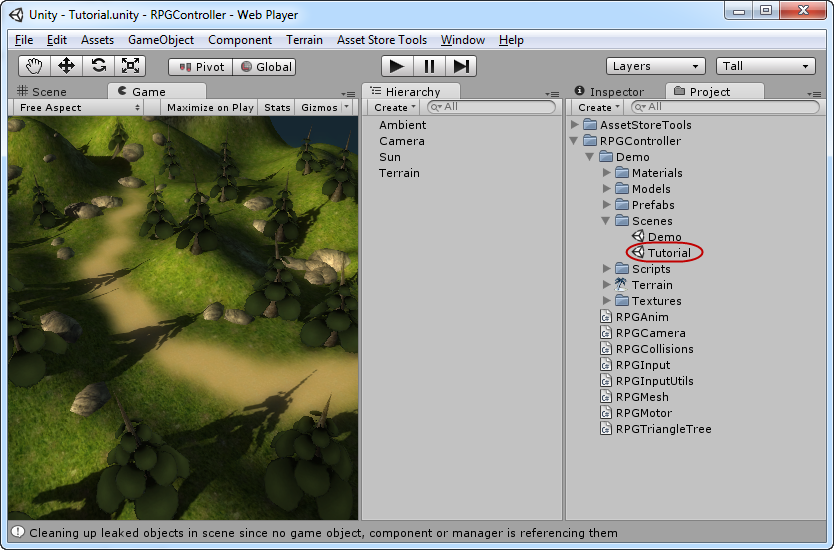 Unity - Tutorial.unity - RPGController - Web Player
File Edit Assets GameObject Component Terrain Asset Store Tools Window Help
Pivot Global Layers Tall
Scene Game Hierarchy Inspector Project
Free Aspect Maximize on Play Stats Gizmos Create All Create All
Ambient
Camera
Sun
Terrain
AssetStoreTools
RPGController
Demo
Materials
Models
Prefabs
Scenes
Demo
Tutorial
Scripts
Terrain
Textures
RPGAnim
RPGCamera
RPGCollisions
RPGInput
RPGInputUtils
RPGMesh
RPGMotor
RPGTriangleTree
Cleaning up leaked objects in scene since no game object, component or manager is referencing them